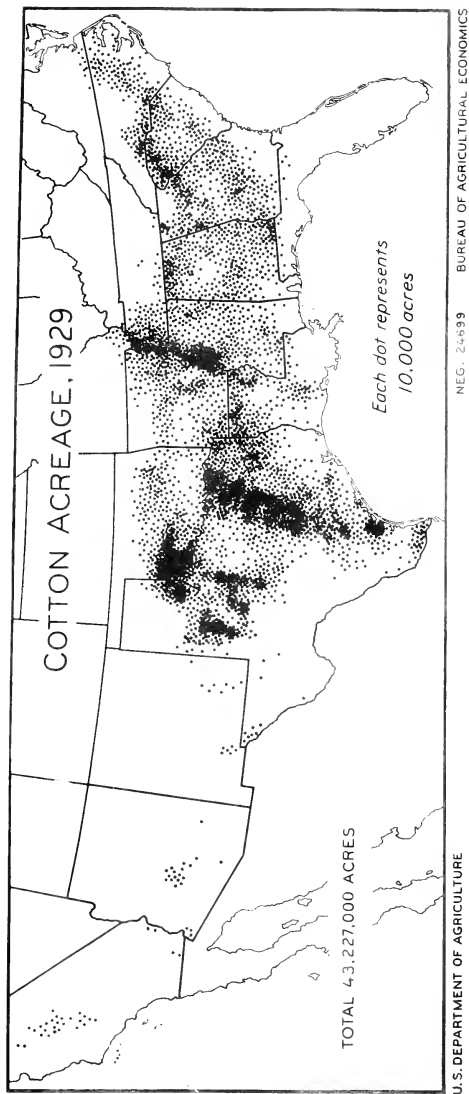 COTTON ACREAGE, 1929
Each dot represents
10,000 acres
TOTAL 43,227,000 ACRES
U.S. DEPARTMENT OF AGRICULTURE
NEG. 24699
BUREAU OF AGRICULTURAL ECONOMICS